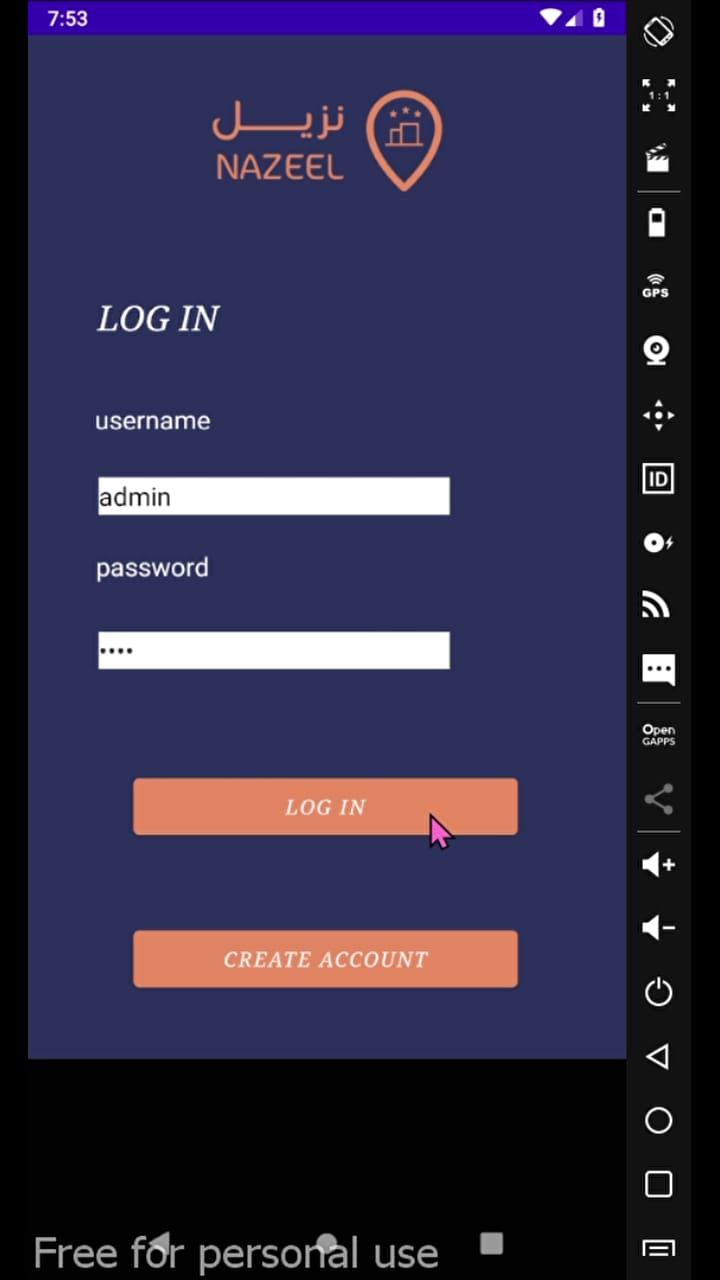 7:53
نزيـــل
NAZEEL
LOG IN
username
admin
password
••••
LOG IN
CREATE ACCOUNT
Free for personal use
1:1
GPS
ID
Open
GAPPS